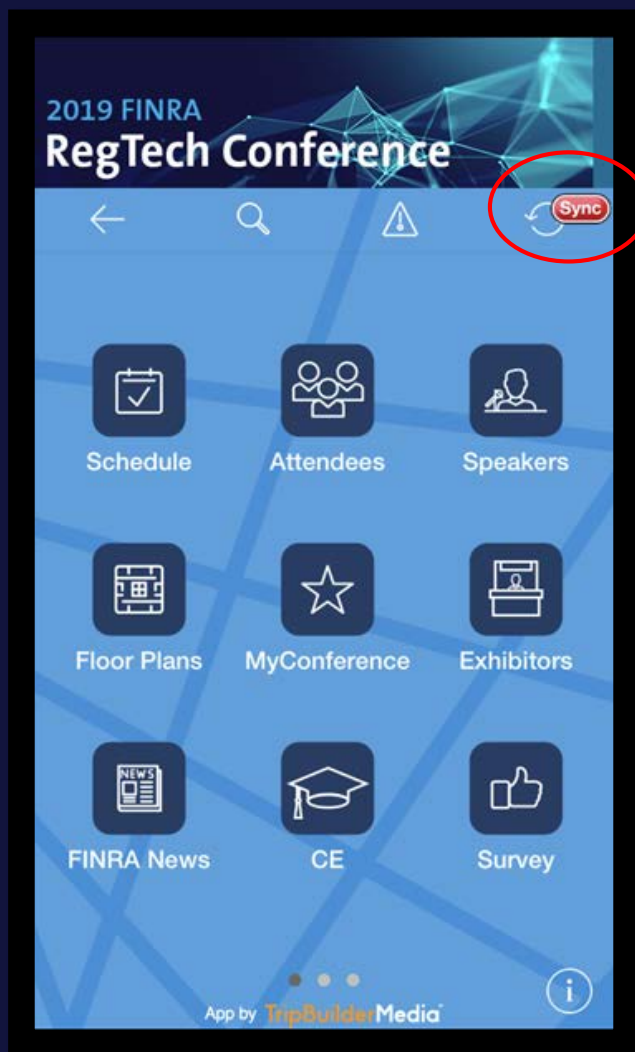 2019 FINRA
RegTech Conference
Sync
Schedule Attendees Speakers
Floor Plans MyConference Exhibitors
NEWS
FINRA News CE Survey
i
App by TripBuilderMedia